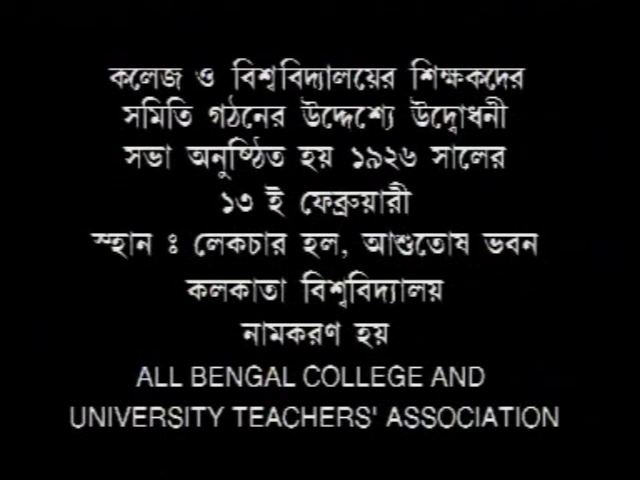 কলেজ ও বিশ্ববিদ্যালয়ের শিক্ষকদের
সমিতি গঠনের উদ্দেশ্যে উদ্বোধনী
সভা অনুষ্ঠিত হয় ১৯২৬ সালের
১৩ ই ফেব্রুয়ারী
স্হান ঃ লেকচার হল, আশুতোষ ভবন
কলকাতা বিশ্ববিদ্যালয়
নামকরণ হয়
ALL BENGAL COLLEGE AND
UNIVERSITY TEACHERS' ASSOCIATION